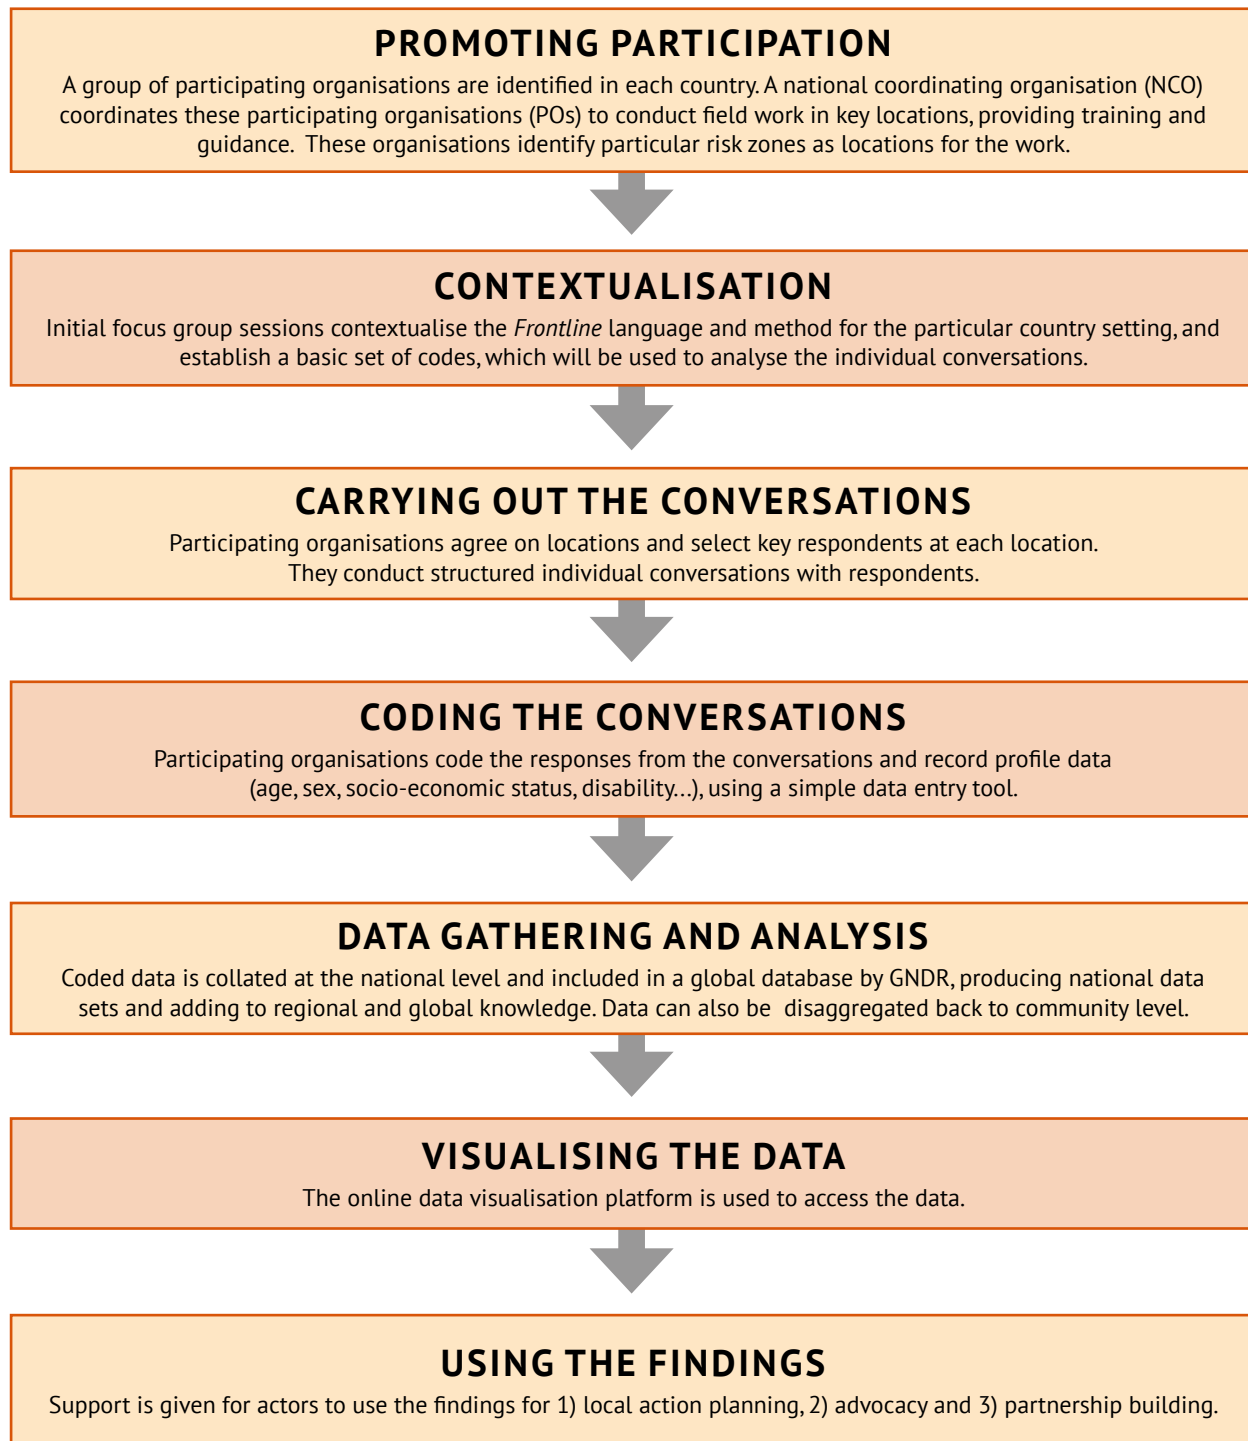 PROMOTING PARTICIPATION
A group of participating organisations are identified in each country. A national coordinating organisation (NCO)
coordinates these participating organisations (POs) to conduct field work in key locations, providing training and
guidance.  These organisations identify particular risk zones as locations for the work.
CONTEXTUALISATION
Initial focus group sessions contextualise the Frontline language and method for the particular country setting, and
establish a basic set of codes, which will be used to analyse the individual conversations.
CARRYING OUT THE CONVERSATIONS
Participating organisations agree on locations and select key respondents at each location.
They conduct structured individual conversations with respondents.
CODING THE CONVERSATIONS
Participating organisations code the responses from the conversations and record profile data
(age, sex, socio-economic status, disability...), using a simple data entry tool.
DATA GATHERING AND ANALYSIS
Coded data is collated at the national level and included in a global database by GNDR, producing national data
sets and adding to regional and global knowledge. Data can also be  disaggregated back to community level.
VISUALISING THE DATA
The online data visualisation platform is used to access the data.
USING THE FINDINGS
Support is given for actors to use the findings for 1) local action planning, 2) advocacy and 3) partnership building.